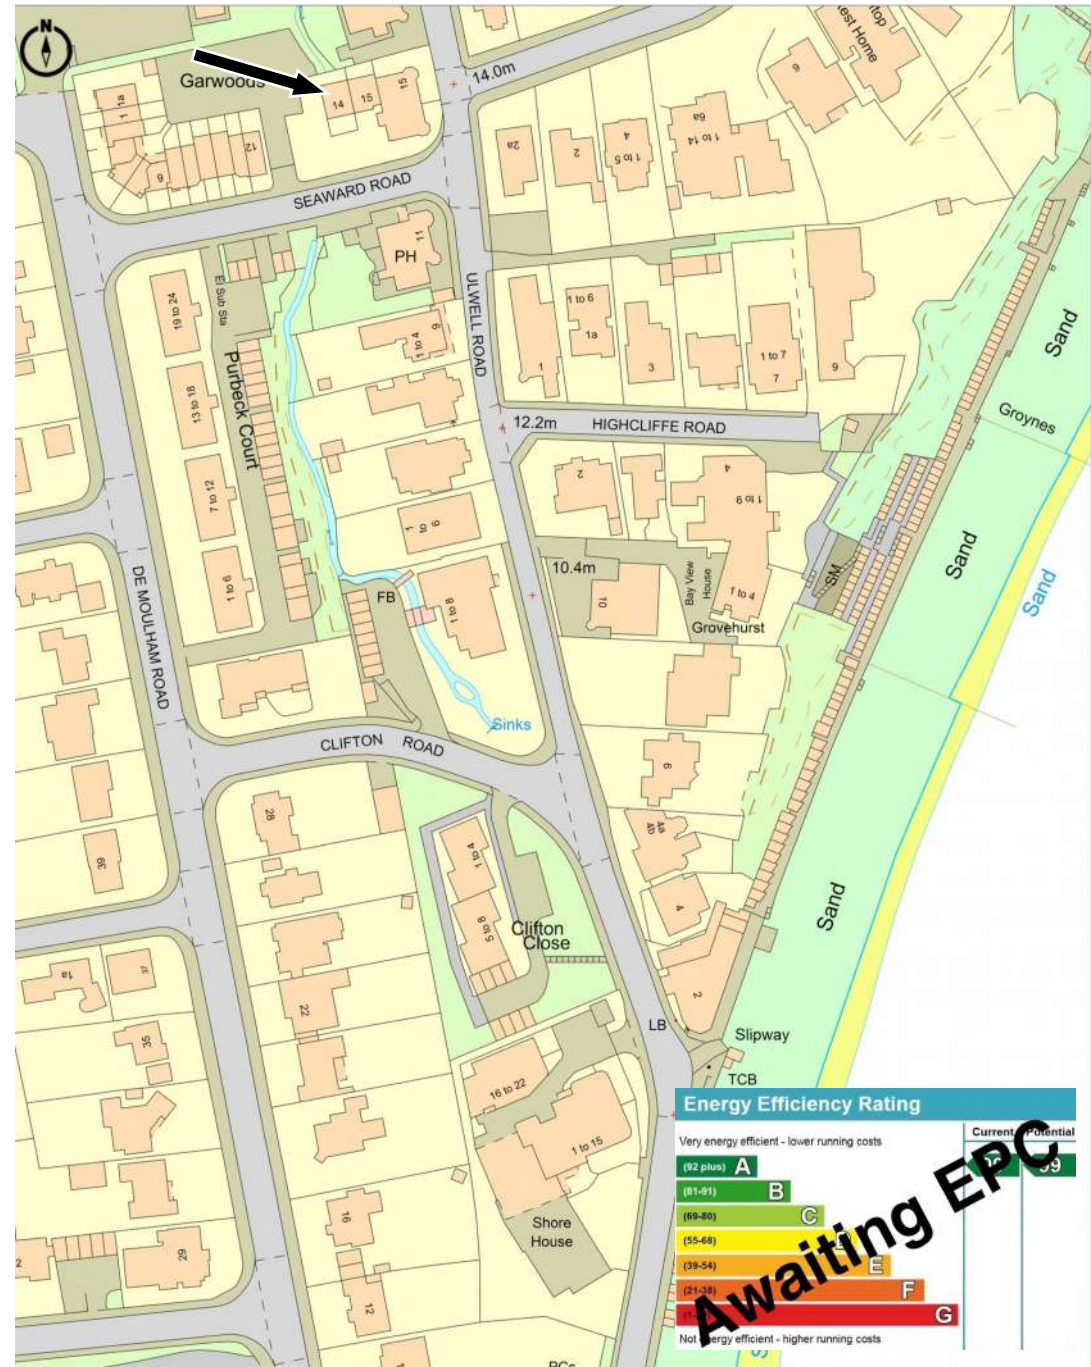 N
Garwoods
14
15
15
14.0m
Rest Home
1a
9
12
SEAWARD ROAD
2a
2
4
1 to 5
6a
1 to 14
9
PH
11
El Sub Sta
19 to 24
13 to 18
7 to 12
1 to 6
Purbeck Court
ULWELL ROAD
1 to 4
9
1 to 6
1a
1
3
1 to 7
7
9
12.2m
HIGHCLIFFE ROAD
Groynes
Sand
Sand
Sand
Sand
2
4
1 to 9
10.4m
10
Bay View
House
1 to 4
Grovehurst
SM
FB
1 to 8
Sinks
DE MOULHAM ROAD
CLIFTON ROAD
6
4a
4b
4
2
28
39
1 to 4
5 to 8
Clifton
Close
1a
37
35
22
LB
Slipway
TCB
16 to 22
1 to 15
Shore
House
16
12
29
2
PCs
Energy Efficiency Rating
Current
Potential
Very energy efficient - lower running costs
(92 plus) A
(81-91) B
(69-80) C
(55-68) D
(39-54) E
(21-38) F
G
99
Not energy efficient - higher running costs
Awaiting EPC